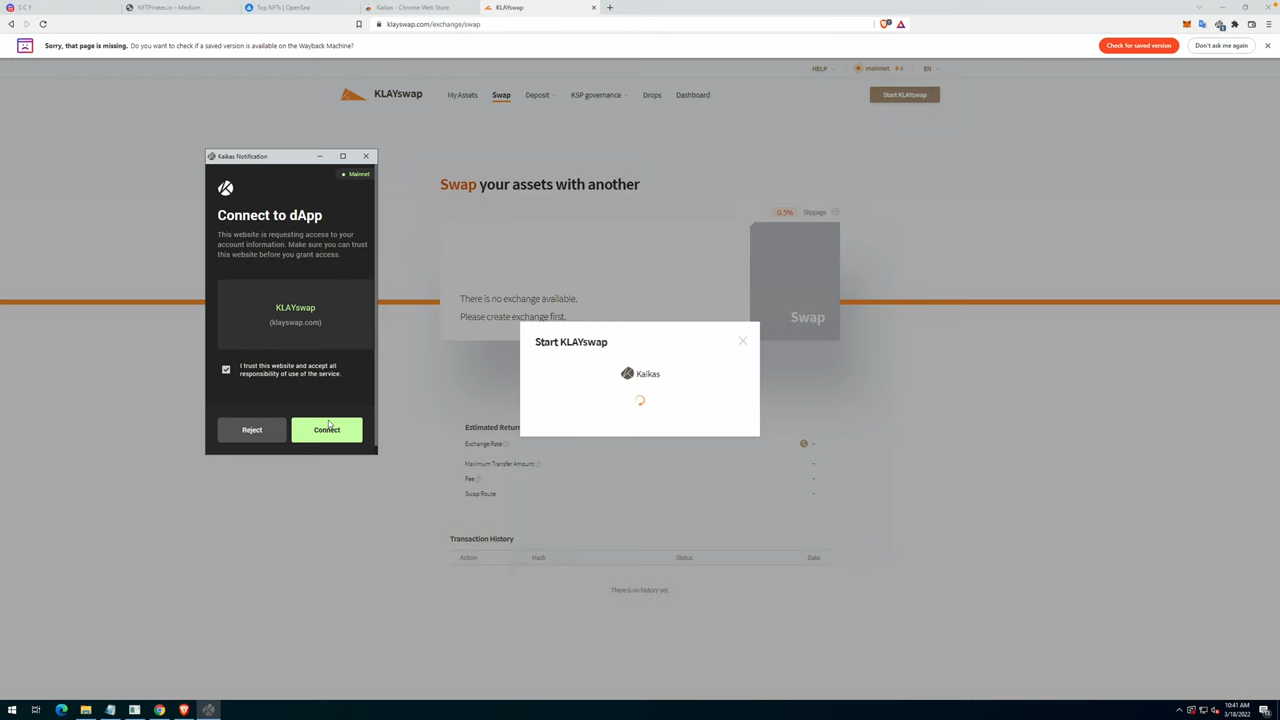 S C Y
NFTPirates.io – Medium
Top NFTs | OpenSea
Kaikas - Chrome Web Store
KLAYswap
klayswap.com/exchange/swap
Sorry, that page is missing. Do you want to check if a saved version is available on the Wayback Machine?
Check for saved version
Don't ask me again
HELP
mainnet
# 4
EN
KLAYswap
My Assets
Swap
Deposit
KSP governance
Drops
Dashboard
Start KLAYswap
Kaikas Notification
Mainnet
Connect to dApp
This website is requesting access to your
account information. Make sure you can trust
this website before you grant access.
KLAYswap
(klayswap.com)
I trust this website and accept all
responsibility of use of the service.
Reject
Connect
Swap your assets with another
0.5% Slippage
There is no exchange available.
Please create exchange first.
Swap
Start KLAYswap
Kaikas
Estimated Return
Exchange Rate
-
Maximum Transfer Amount
-
Fee
-
Swap Route
-
Transaction History
Action
Hash
Status
Date
There is no history yet.
10:41 AM
3/18/2022